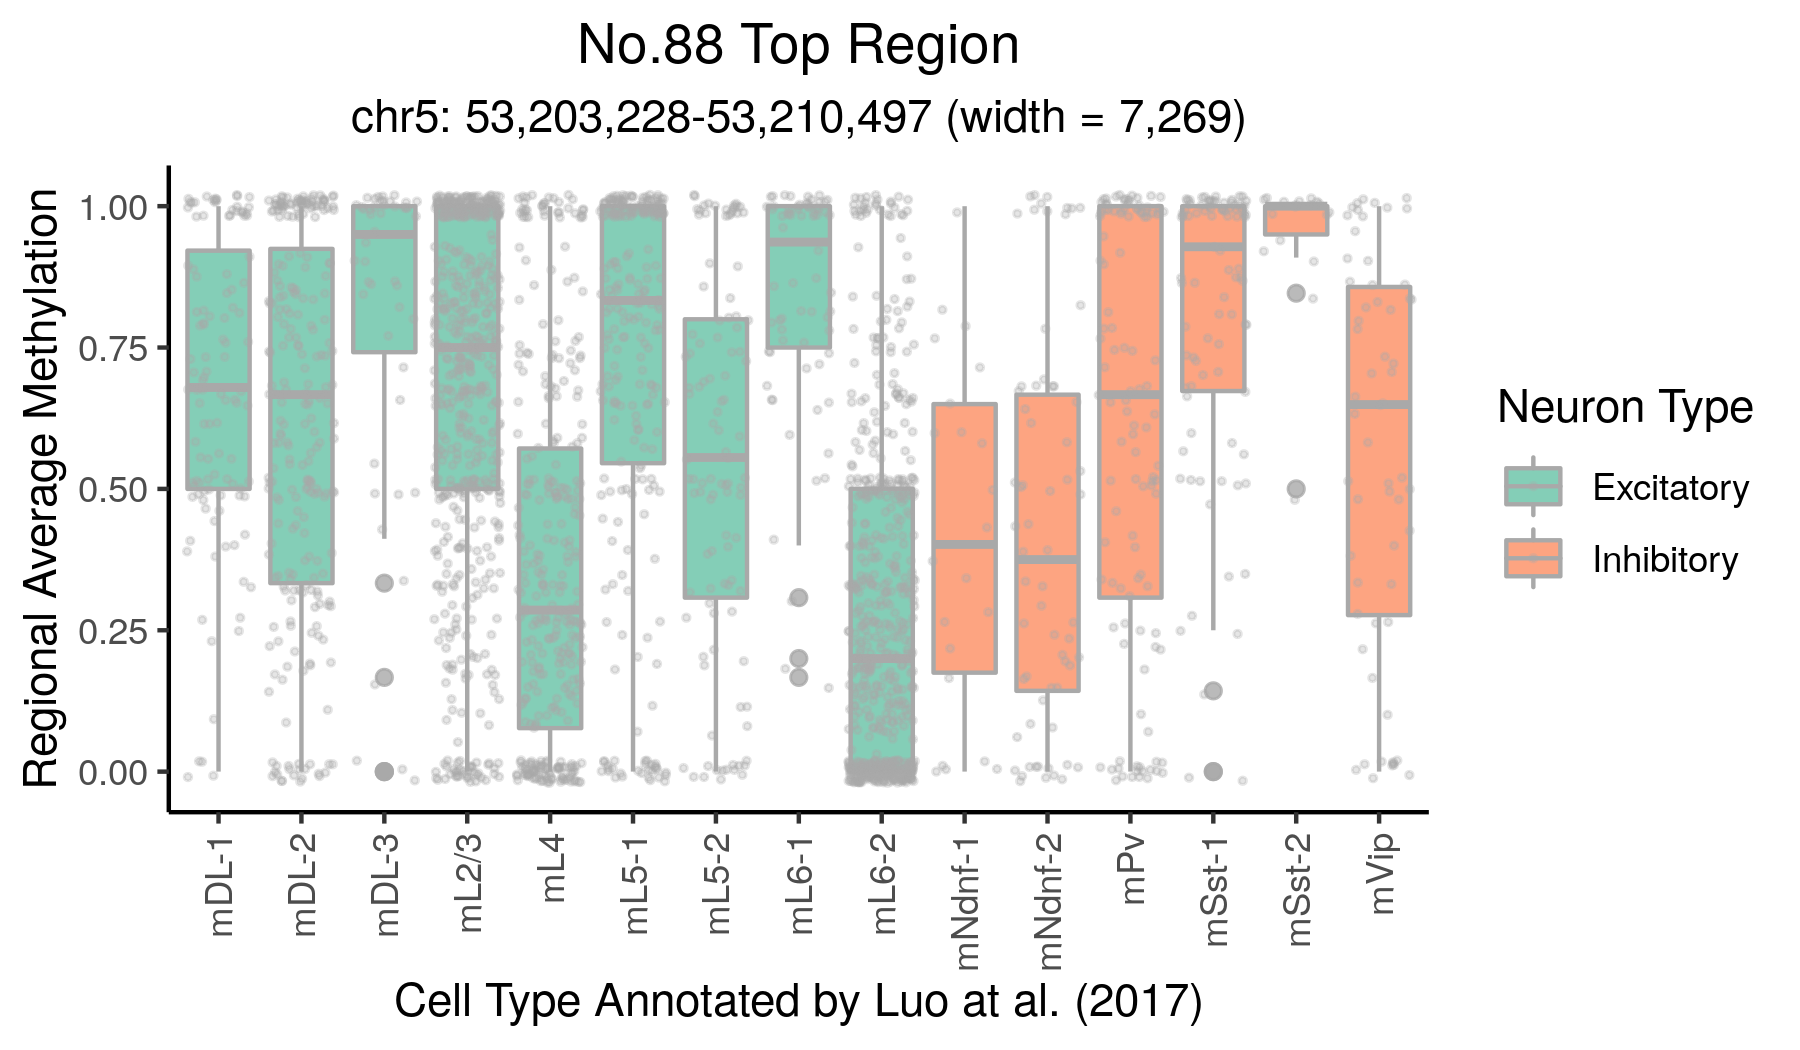 No.88 Top Region
chr5: 53,203,228-53,210,497 (width = 7,269)
Regional Average Methylation
1.00
0.75
0.50
0.25
0.00
mDL-1
mDL-2
mDL-3
mL2/3
mL4
mL5-1
mL5-2
mL6-1
mL6-2
mNdnf-1
mNdnf-2
mPv
mSst-1
mSst-2
mVip
Cell Type Annotated by Luo at al. (2017)
Neuron Type
Excitatory
Inhibitory